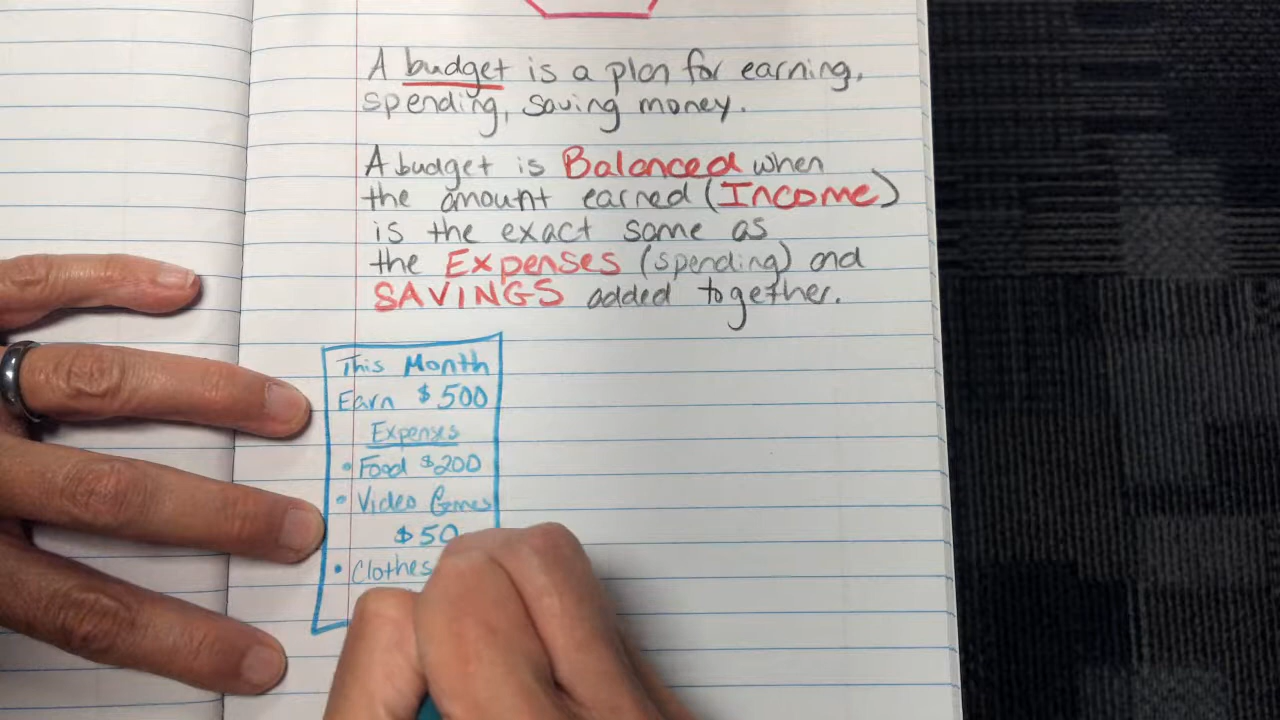 A budget is a plan for earning,
spending, saving money.
A budget is Balanced when
the amount earned (Income)
is the exact same as
the Expenses (spending) and
SAVINGS added together.
This Month
Earn $500
Expenses
• Food $200
• Video Games
$50
• Clothes